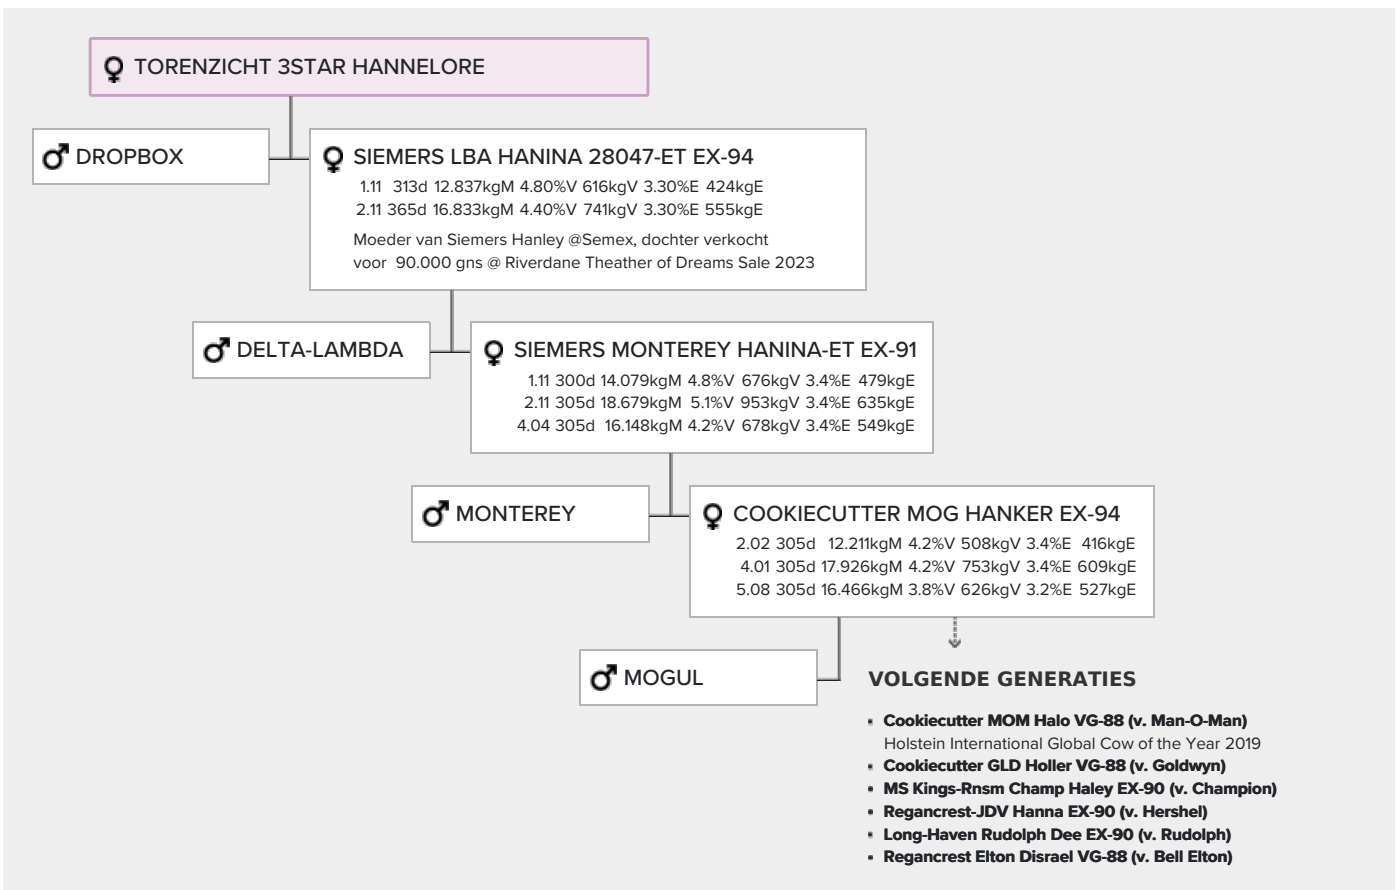 TORENZICHT 3STAR HANNELORE
DROPBOX
SIEMERS LBA HANINA 28047-ET EX-94
1.11 313d 12.837kgM 4.80%V 616kgV 3.30%E 424kgE
2.11 365d 16.833kgM 4.40%V 741kgV 3.30%E 555kgE
Moeder van Siemers Hanley @Semex, dochter verkocht
voor 90.000 gns @ Riverdane Theather of Dreams Sale 2023
DELTA-LAMBDA
SIEMERS MONTEREY HANINA-ET EX-91
1.11 300d 14.079kgM 4.8%V 676kgV 3.4%E 479kgE
2.11 305d 18.679kgM 5.1%V 953kgV 3.4%E 635kgE
4.04 305d 16.148kgM 4.2%V 678kgV 3.4%E 549kgE
MONTEREY
COOKIECUTTER MOG HANKER EX-94
2.02 305d 12.211kgM 4.2%V 508kgV 3.4%E 416kgE
4.01 305d 17.926kgM 4.2%V 753kgV 3.4%E 609kgE
5.08 305d 16.466kgM 3.8%V 626kgV 3.2%E 527kgE
MOGUL
VOLGENDE GENERATIES
• Cookiecutter MOM Halo VG-88 (v. Man-O-Man)
Holstein International Global Cow of the Year 2019
• Cookiecutter GLD Holler VG-88 (v. Goldwyn)
• MS Kings-Rnsm Champ Haley EX-90 (v. Champion)
• Regancrest-JDV Hanna EX-90 (v. Hershel)
• Long-Haven Rudolph Dee EX-90 (v. Rudolph)
• Regancrest Elton Disrael VG-88 (v. Bell Elton)